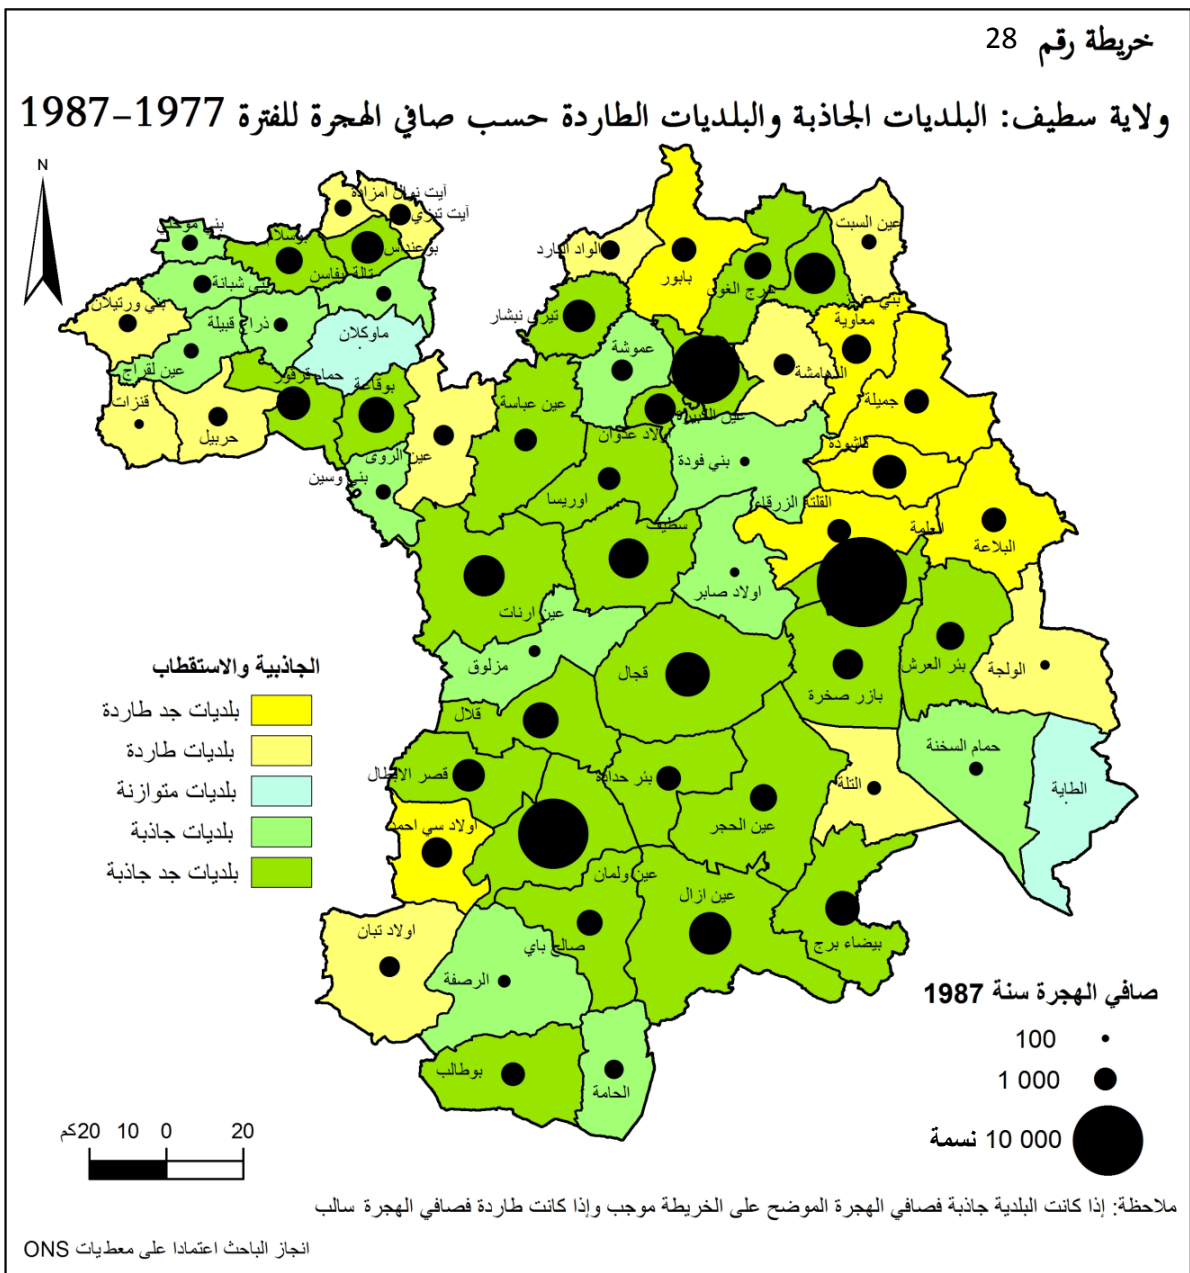 خريطة رقم 28
ولاية سطيف: البلديات الجاذبة والبلديات الطاردة حسب صافي الهجرة للفترة 1977-1987
N
آيت نوال امزادة
آيت تيزي
بني موحلي
بوسلام
بوعنداس
تالة يفاسن
بني شبانة
بني ورتيلان
ذراع قبيلة
ماوكلان
عين لقراج
حمام قرقور
بوقاعة
قنزات
حربيل
عين الروى
بني وسين
الواد البارد
بابور
سرج الغول
عين السبت
بني عزيز
معاوية
تيزي نبشار
عموشة
الدهامشة
جميلة
عين عباسة
عين الكبيرة
اولاد عدوان
تاشودة
بني فودة
اوريسا
القلتة الزرقاء
سطيف
العلمة
البلاعة
اولاد صابر
عين ارنات
مزلوق
قجال
بازر صخرة
بئر العرش
الولجة
قلال
حمام السخنة
الطاية
قصر الابطال
بئر حدادة
التلة
عين الحجر
اولاد سي احمد
عين ولمان
عين ازال
اولاد تبان
صالح باي
بيضاء برج
الرصفة
بوطالب
الحامة
الجاذبية والاستقطاب
بلديات جد طاردة
بلديات طاردة
بلديات متوازنة
بلديات جاذبة
بلديات جد جاذبة
صافي الهجرة سنة 1987
100
1 000
10 000 نسمة
20 0 10 20كم
ملاحظة: إذا كانت البلدية جاذبة فصافي الهجرة الموضح على الخريطة موجب وإذا كانت طاردة فصافي الهجرة سالب
انجاز الباحث اعتمادا على معطيات ONS